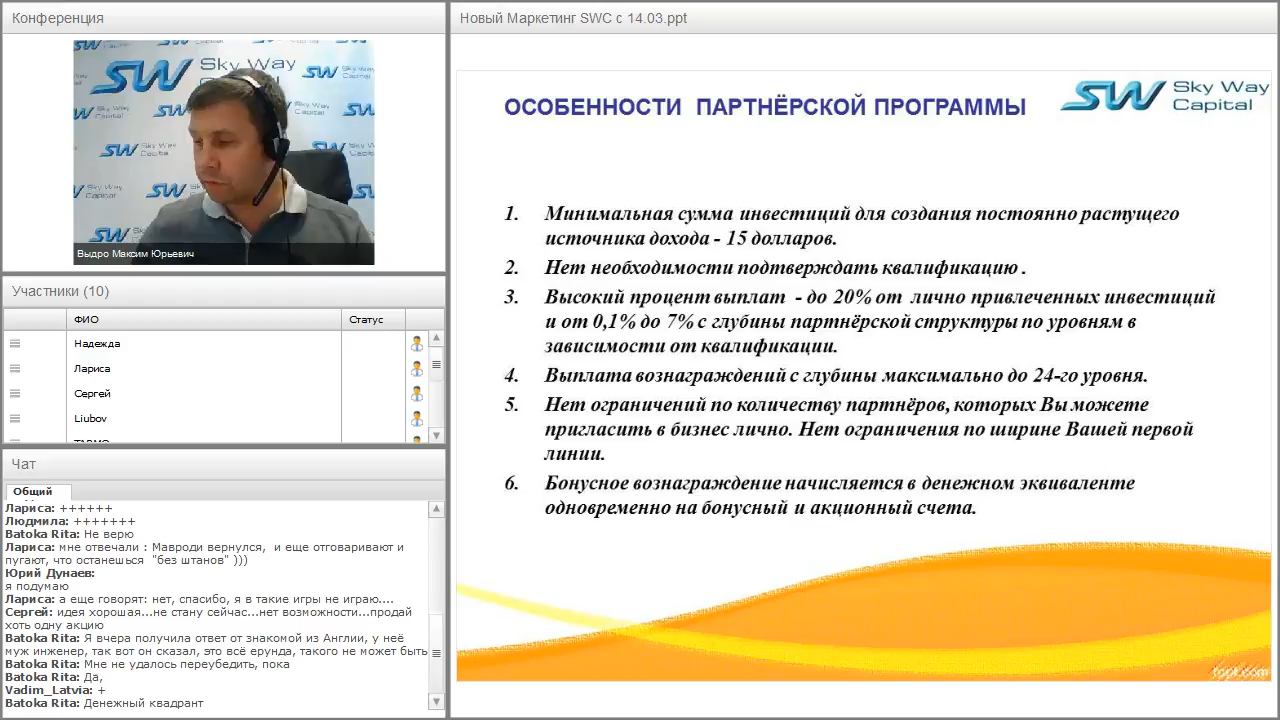 Конференция
SW Sky Way Capital
Выдро Максим Юрьевич
Участники (10)
ФИО
Статус
Надежда
Лариса
Сергей
Liubov
Чат
Общий
Лариса: ++++++
Людмила: +++++++
Batoka Rita: Не верю
Лариса: мне отвечали : Мавроди вернулся, и еще отговаривают и
пугают, что останешься "без штанов" )))
Юрий Дунаев:
я подумаю
Лариса: а еще говорят: нет, спасибо, я в такие игры не играю....
Сергей: идея хорошая...не стану сейчас...нет возможности...продай
хоть одну акцию
Batoka Rita: Я вчера получила ответ от знакомой из Англии, у неё
муж инженер, так вот он сказал, это всё ерунда, такого не может быть
Batoka Rita: Мне не удалось переубедить, пока
Batoka Rita: Да,
Vadim_Latvia: +
Batoka Rita: Денежный квадрант
Новый Маркетинг SWC с 14.03.ppt
ОСОБЕННОСТИ ПАРТНЁРСКОЙ ПРОГРАММЫ
SW Sky Way
Capital
1. Минимальная сумма инвестиций для создания постоянно растущего
источника дохода - 15 долларов.
2. Нет необходимости подтверждать квалификацию .
3. Высокий процент выплат - до 20% от лично привлеченных инвестиций
и от 0,1% до 7% с глубины партнёрской структуры по уровням в
зависимости от квалификации.
4. Выплата вознаграждений с глубины максимально до 24-го уровня.
5. Нет ограничений по количеству партнёров, которых Вы можете
пригласить в бизнес лично. Нет ограничения по ширине Вашей первой
линии.
6. Бонусное вознаграждение начисляется в денежном эквиваленте
одновременно на бонусный и акционный счета.
fppt.com